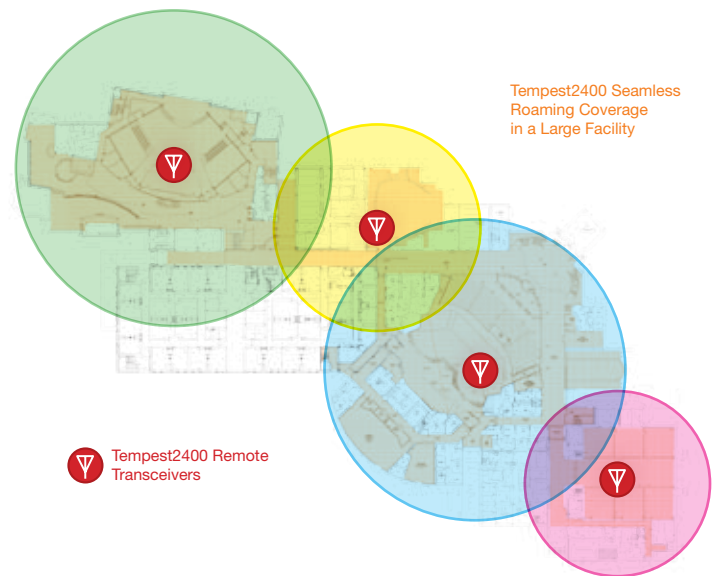 Tempest2400 Seamless
Roaming Coverage
in a Large Facility
Tempest2400 Remote
Transceivers